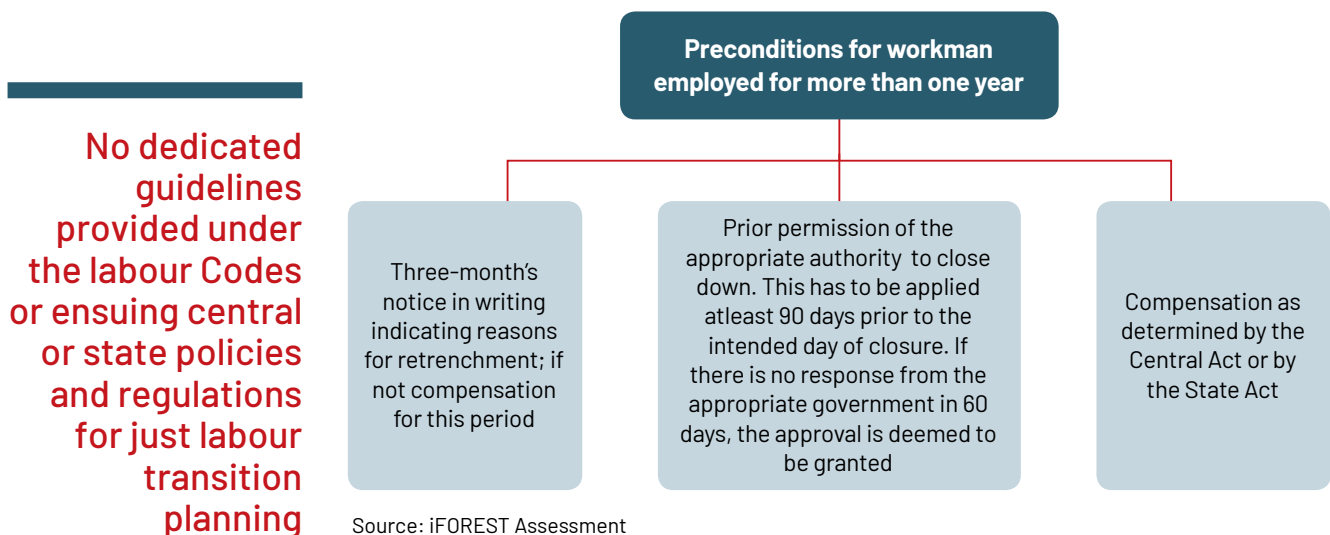 No dedicated
guidelines
provided under
the labour Codes
or ensuing central
or state policies
and regulations
for just labour
transition
planning
Preconditions for workman
employed for more than one year
Three-month’s
notice in writing
indicating reasons
for retrenchment; if
not compensation
for this period
Prior permission of the
appropriate authority to close
down. This has to be applied
atleast 90 days prior to the
intended day of closure. If
there is no response from the
appropriate government in 60
days, the approval is deemed to
be granted
Compensation as
determined by the
Central Act or by
the State Act
Source: iFOREST Assessment